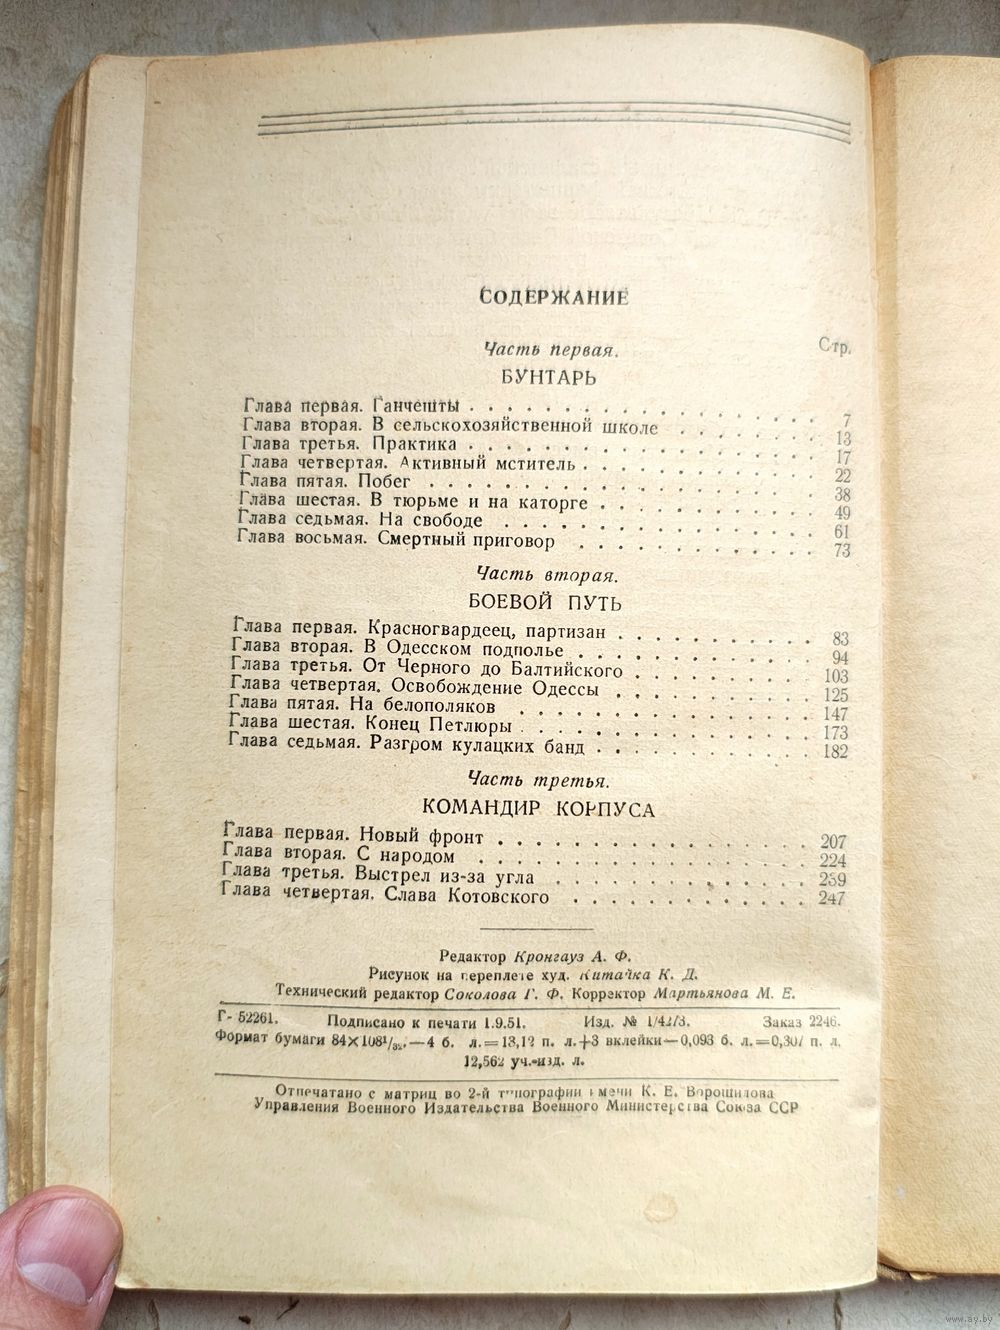 СОДЕРЖАНИЕ
Часть первая. Стр.
БУНТАРЬ
Глава первая. Ганчешты 7
Глава вторая. В сельскохозяйственной школе 13
Глава третья. Практика 17
Глава четвертая. Активный мститель 22
Глава пятая. Побег 38
Глава шестая. В тюрьме и на каторге 49
Глава седьмая. На свободе 61
Глава восьмая. Смертный приговор 73
Часть вторая.
БОЕВОЙ ПУТЬ
Глава первая. Красногвардеец, партизан 83
Глава вторая. В Одесском подполье 94
Глава третья. От Черного до Балтийского 103
Глава четвертая. Освобождение Одессы 125
Глава пятая. На белополяков 147
Глава шестая. Конец Петлюры 173
Глава седьмая. Разгром кулацких банд 182
Часть третья.
КОМАНДИР КОРПУСА
Глава первая. Новый фронт 207
Глава вторая. С народом 224
Глава третья. Выстрел из-за угла 239
Глава четвертая. Слава Котовского 247
Редактор Кронгауз А. Ф.
Рисунок на переплете худ. Китайка К. Д.
Технический редактор Соколова Г. Ф. Корректор Мартьянова М. Е.
Г-52261. Подписано к печати 1.9.51. Изд. № 1/4273. Заказ 2246.
Формат бумаги 84×108¹/₃₂.—4 б. л.=13,12 п. л.+3 вклейки—0,093 б. л.=0,307 п. л.
12,562 уч.-изд. л.
Отпечатано с матриц во 2-й типографии имени К. Е. Ворошилова
Управления Военного Издательства Военного Министерства Союза ССР
www.ay.by